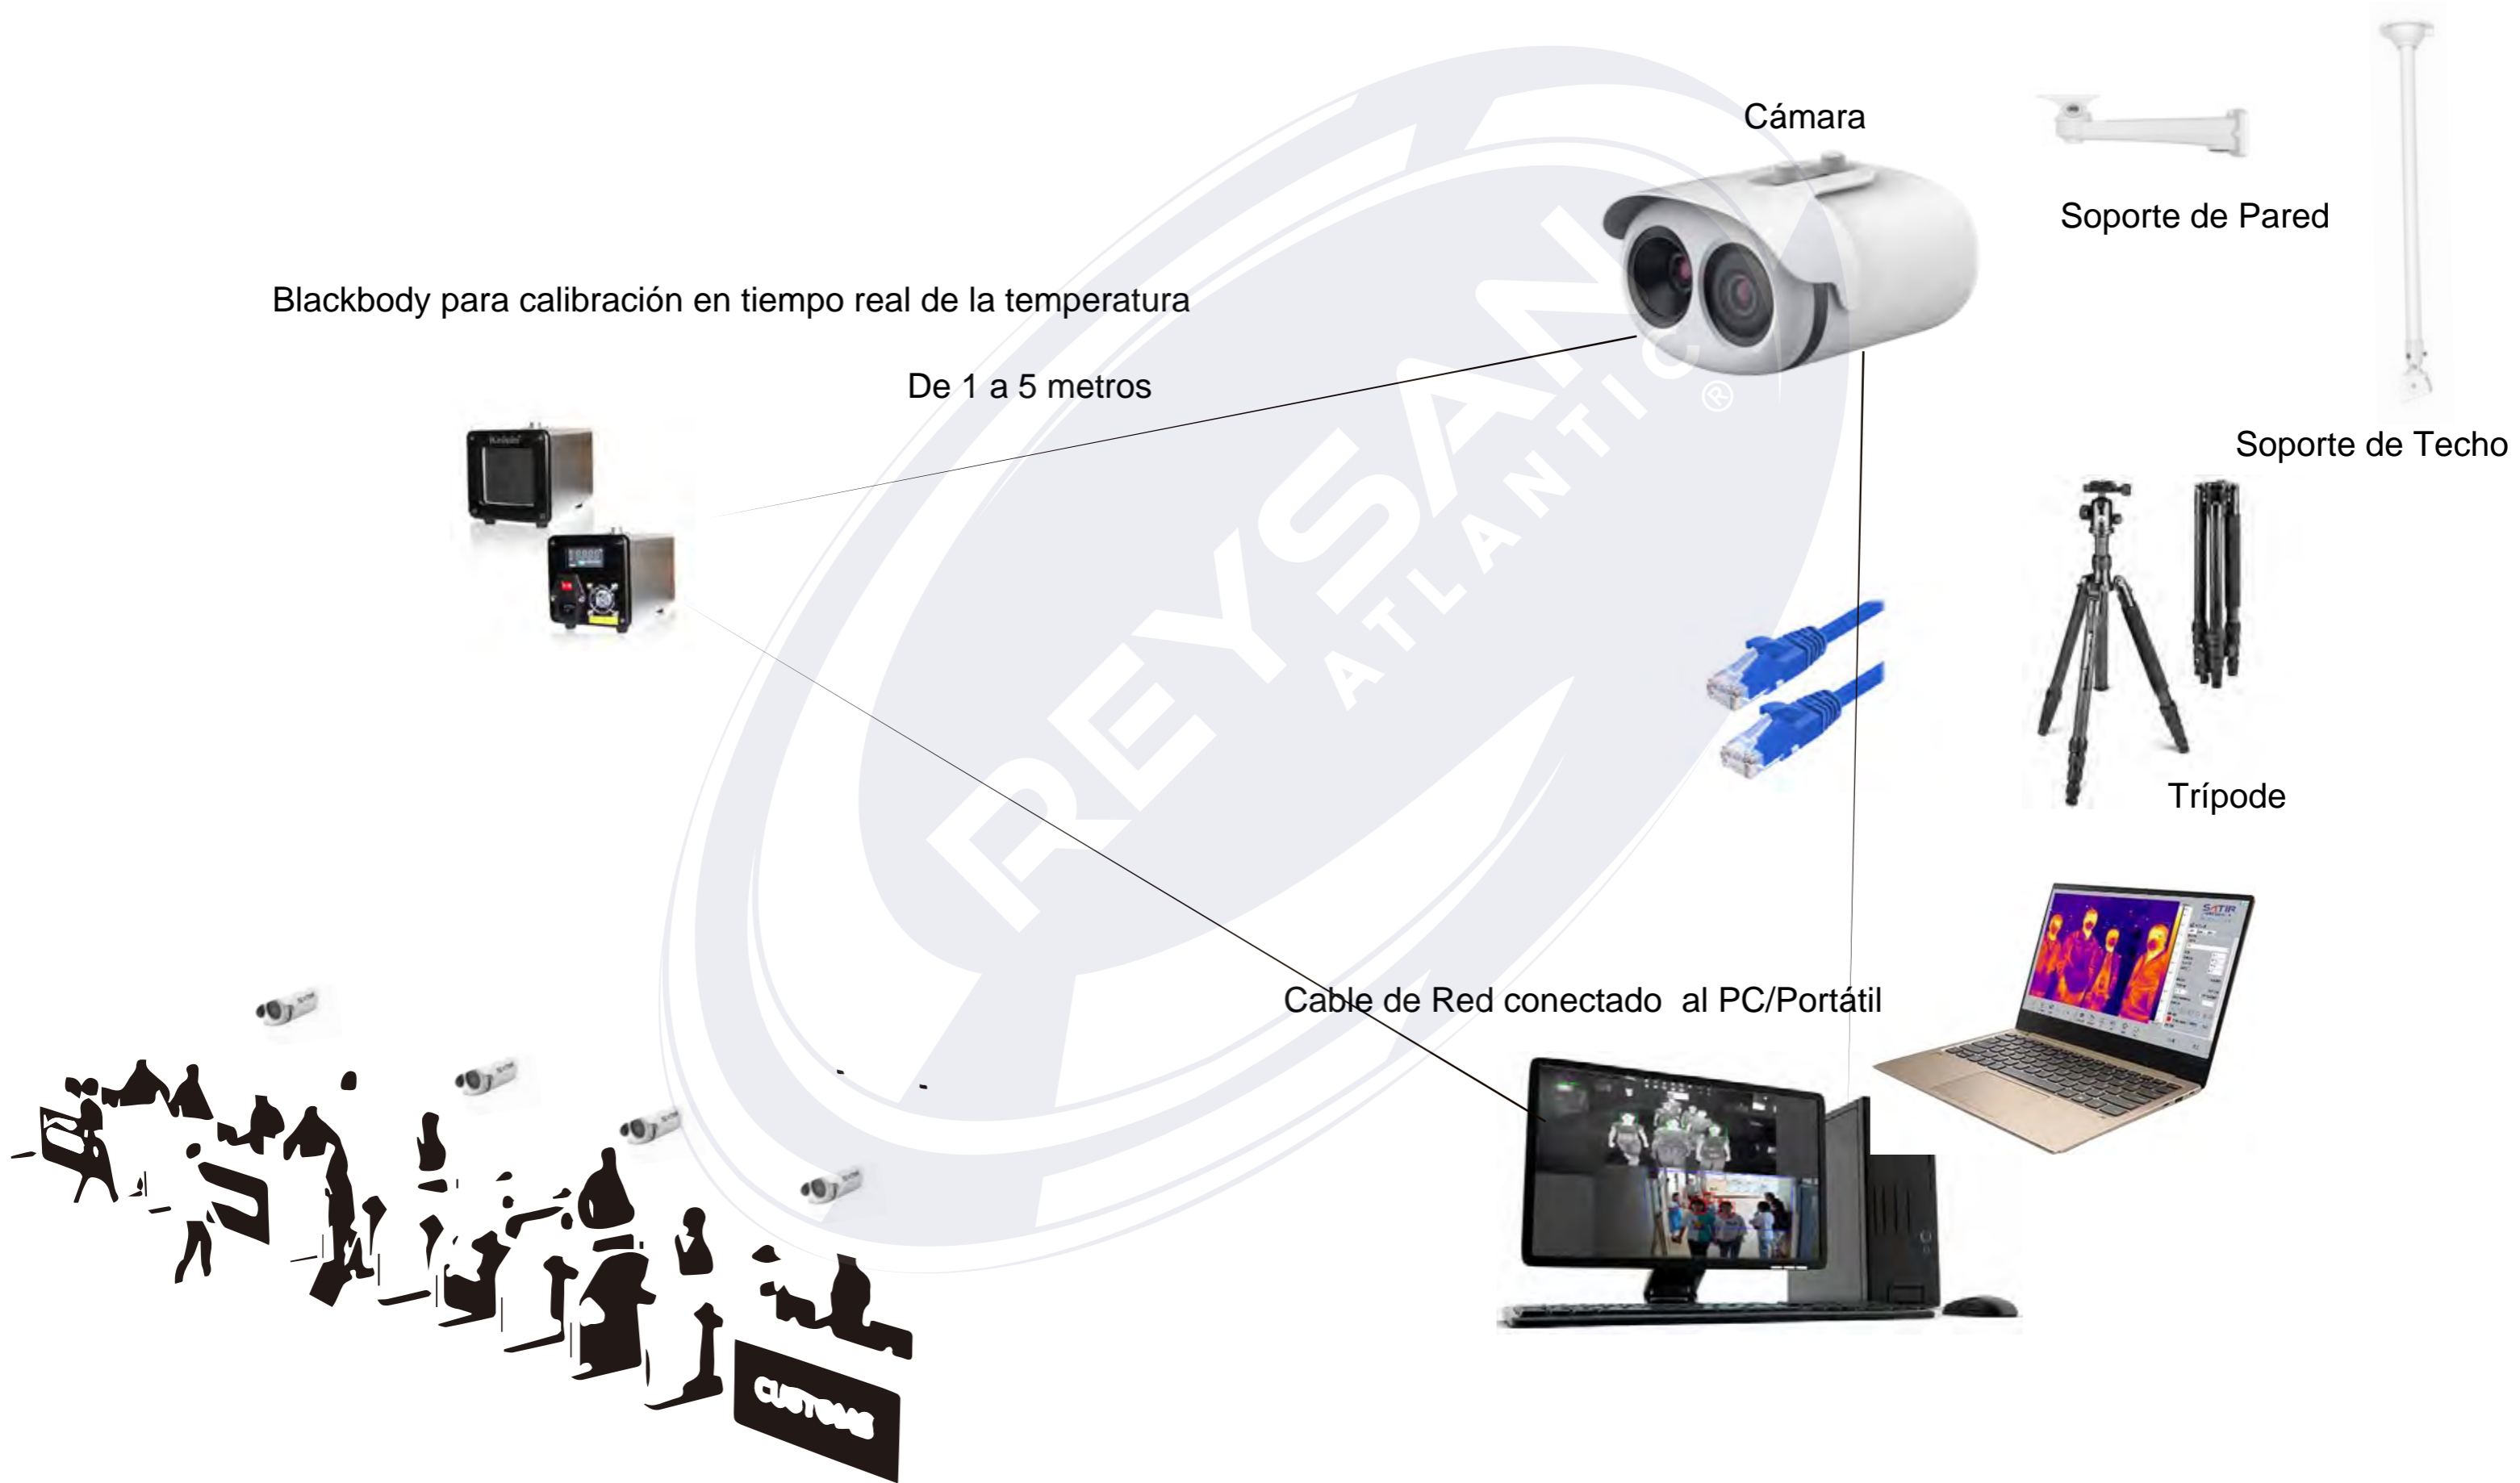 Cámara
Soporte de Pared
Blackbody para calibración en tiempo real de la temperatura
De 1 a 5 metros
Soporte de Techo
REYSAN
ATLANTIC
®
Trípode
SATIR
Cable de Red conectado al PC/Portátil
CUSTOMS